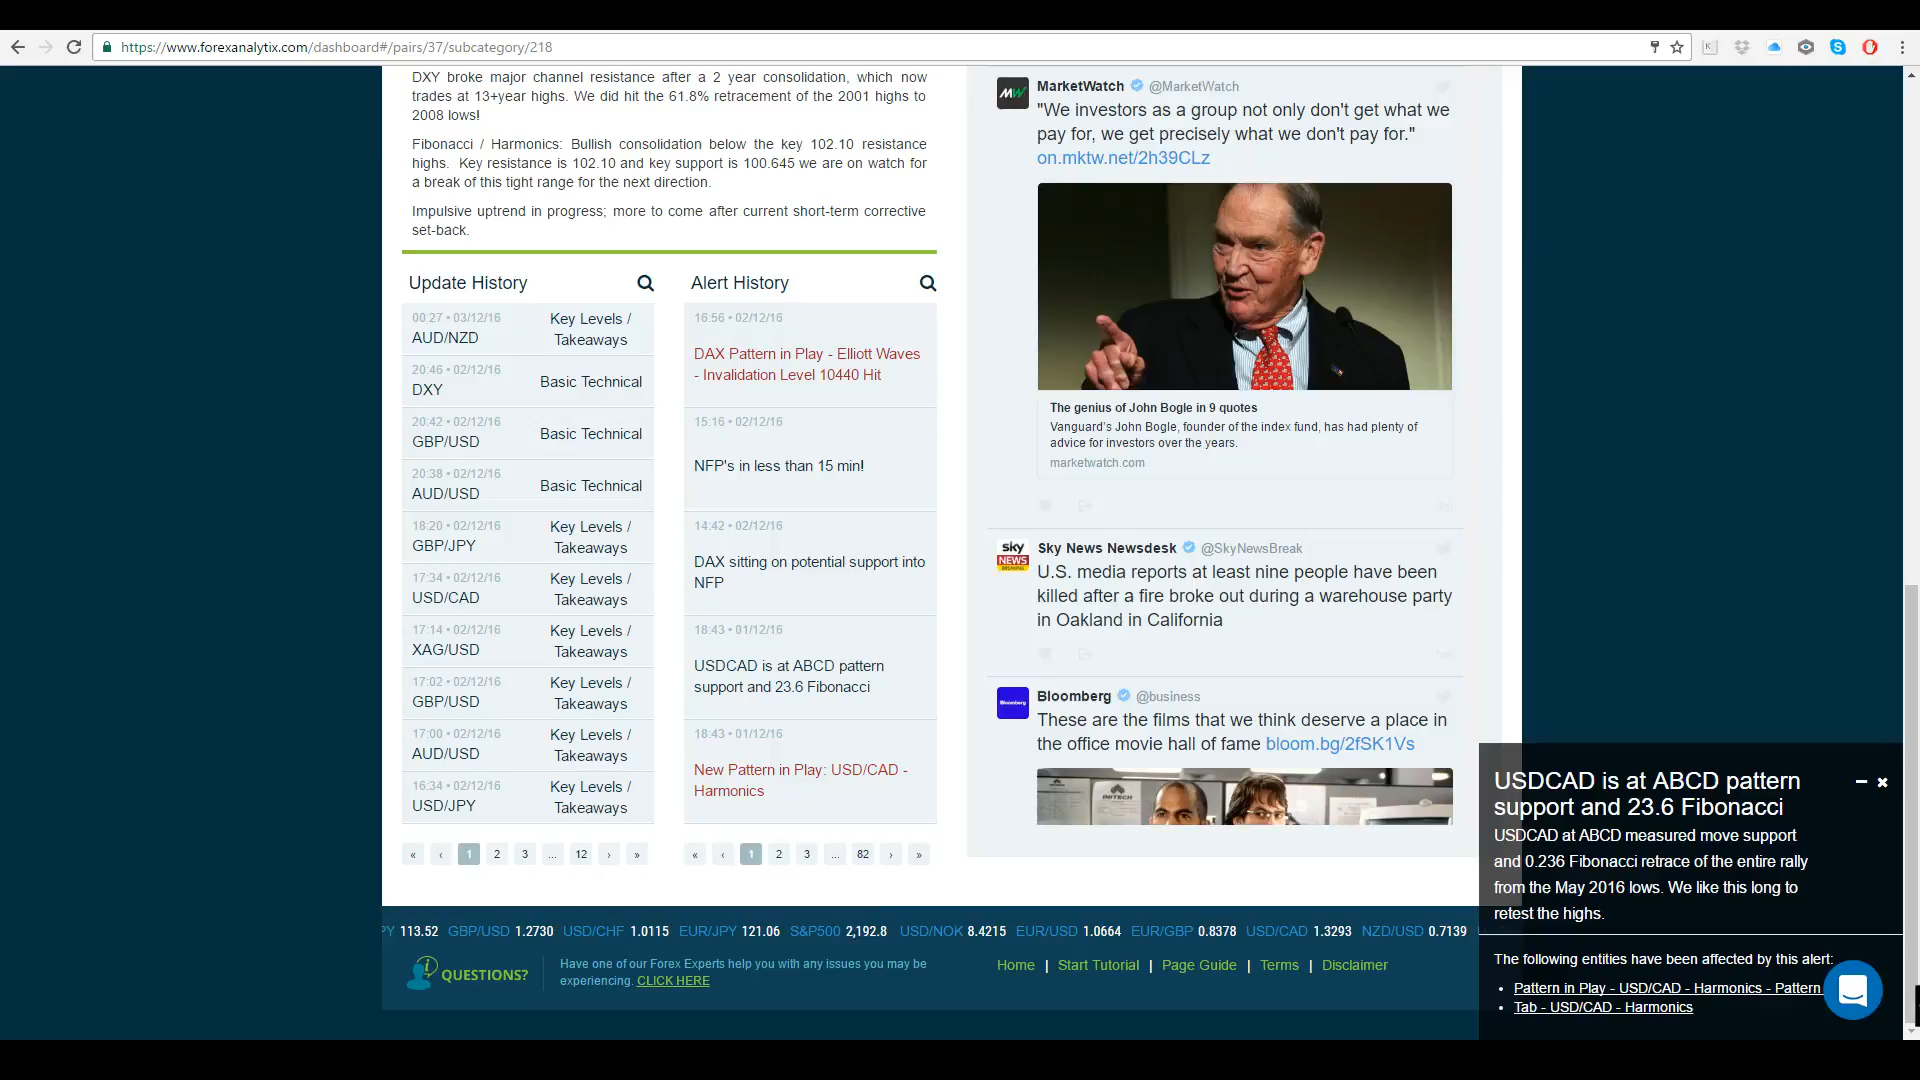 https://www.forexanalytix.com/dashboard#/pairs/37/subcategory/218
DXY broke major channel resistance after a 2 year consolidation, which now
trades at 13+year highs. We did hit the 61.8% retracement of the 2001 highs to
2008 lows!
Fibonacci / Harmonics: Bullish consolidation below the key 102.10 resistance
highs. Key resistance is 102.10 and key support is 100.645 we are on watch for
a break of this tight range for the next direction.
Impulsive uptrend in progress; more to come after current short-term corrective
set-back.
Update History
00:27 • 03/12/16
AUD/NZD
Key Levels /
Takeaways
20:46 • 02/12/16
DXY
Basic Technical
20:42 • 02/12/16
GBP/USD
Basic Technical
20:38 • 02/12/16
AUD/USD
Basic Technical
18:20 • 02/12/16
GBP/JPY
Key Levels /
Takeaways
17:34 • 02/12/16
USD/CAD
Key Levels /
Takeaways
17:14 • 02/12/16
XAG/USD
Key Levels /
Takeaways
17:02 • 02/12/16
GBP/USD
Key Levels /
Takeaways
17:00 • 02/12/16
AUD/USD
Key Levels /
Takeaways
16:34 • 02/12/16
USD/JPY
Key Levels /
Takeaways
« ‹ 1 2 3 ... 12 › »
Alert History
16:56 • 02/12/16
DAX Pattern in Play - Elliott Waves
- Invalidation Level 10440 Hit
15:16 • 02/12/16
NFP's in less than 15 min!
14:42 • 02/12/16
DAX sitting on potential support into
NFP
18:43 • 01/12/16
USDCAD is at ABCD pattern
support and 23.6 Fibonacci
18:43 • 01/12/16
New Pattern in Play: USD/CAD -
Harmonics
« ‹ 1 2 3 ... 82 › »
MW
MarketWatch @MarketWatch
"We investors as a group not only don't get what we
pay for, we get precisely what we don't pay for."
on.mktw.net/2h39CLz
The genius of John Bogle in 9 quotes
Vanguard's John Bogle, founder of the index fund, has had plenty of
advice for investors over the years.
marketwatch.com
sky
NEWS
Sky News Newsdesk @SkyNewsBreak
U.S. media reports at least nine people have been
killed after a fire broke out during a warehouse party
in Oakland in California
Bloomberg
Bloomberg @business
These are the films that we think deserve a place in
the office movie hall of fame bloom.bg/2fSK1Vs
INITECH
USDCAD is at ABCD pattern
support and 23.6 Fibonacci
USDCAD at ABCD measured move support
and 0.236 Fibonacci retrace of the entire rally
from the May 2016 lows. We like this long to
retest the highs.
The following entities have been affected by this alert:
• Pattern in Play - USD/CAD - Harmonics - Pattern
• Tab - USD/CAD - Harmonics
PY 113.52 GBP/USD 1.2730 USD/CHF 1.0115 EUR/JPY 121.06 S&P500 2,192.8 USD/NOK 8.4215 EUR/USD 1.0664 EUR/GBP 0.8378 USD/CAD 1.3293 NZD/USD 0.7139
QUESTIONS?
Have one of our Forex Experts help you with any issues you may be
experiencing. CLICK HERE
Home | Start Tutorial | Page Guide | Terms | Disclaimer